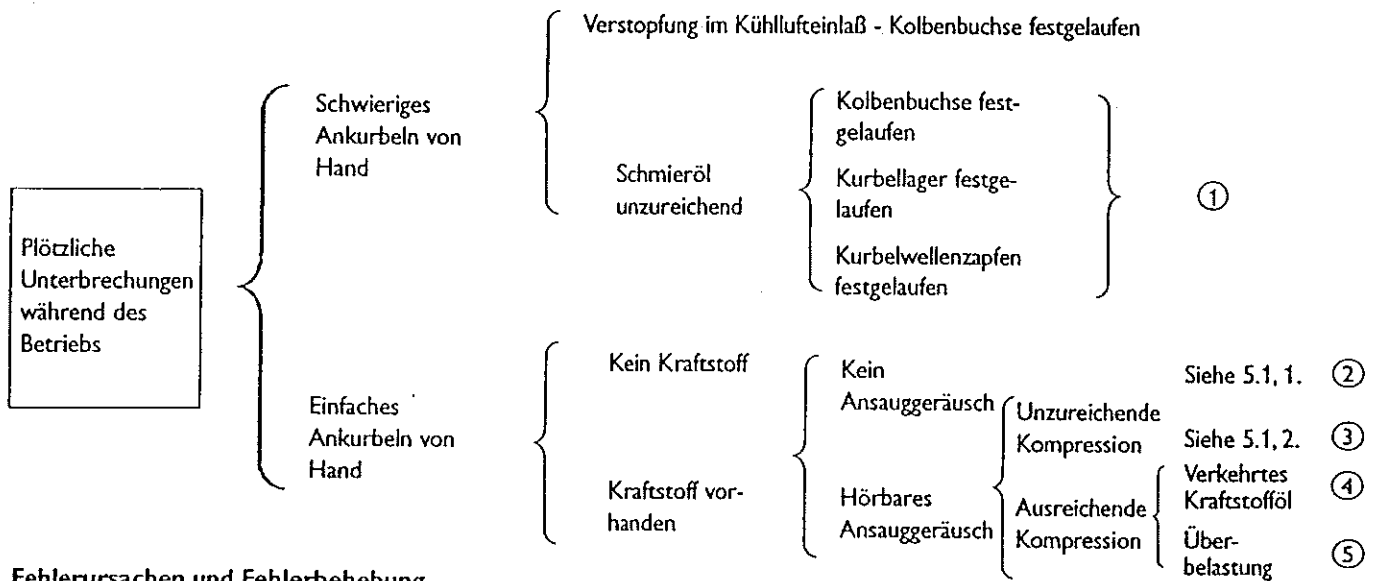 Verstopfung im Kühllufteinlaß - Kolbenbuchse festgelaufen
Schwieriges
Ankurbeln von
Hand
Schmieröl
unzureichend
Kolbenbuchse fest-
gelaufen
Kurbellager festge-
laufen
Kurbelwellenzapfen
festgelaufen
①
Plötzliche
Unterbrechungen
während des
Betriebs
Einfaches
Ankurbeln von
Hand
Kein Kraftstoff
Kraftstoff vor-
handen
Kein
Ansauggeräusch
Siehe 5.1, 1. ②
Hörbares
Ansauggeräusch
Unzureichende
Kompression
Siehe 5.1, 2. ③
Ausreichende
Kompression
Verkehrtes
Kraftstofföl ④
Über-
belastung ⑤
Fehlerursachen und Fehlerbehebung